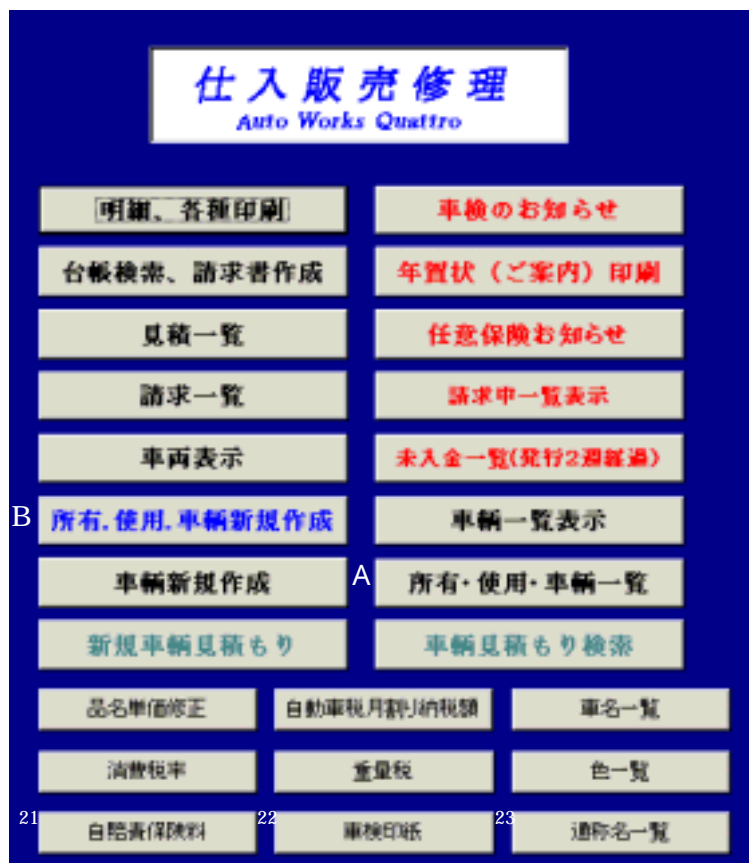 仕入販売修理
Auto Works Quattro
明細、各種印刷 車検のお知らせ
台帳検索、請求書作成 年賀状(ご案内)印刷
見積一覧 任意保険お知らせ
請求一覧 請求中一覧表示
車両表示 未入金一覧(発行2週経過)
B 所有.使用.車輌新規作成 車輌一覧表示
車輌新規作成 A 所有・使用・車輌一覧
新規車輌見積もり 車輌見積もり検索
品名単価修正 自動車税月割り納税額 車名一覧
消費税率 重量税 色一覧
21 自賠責保険料 22 車検印紙 23 通称名一覧